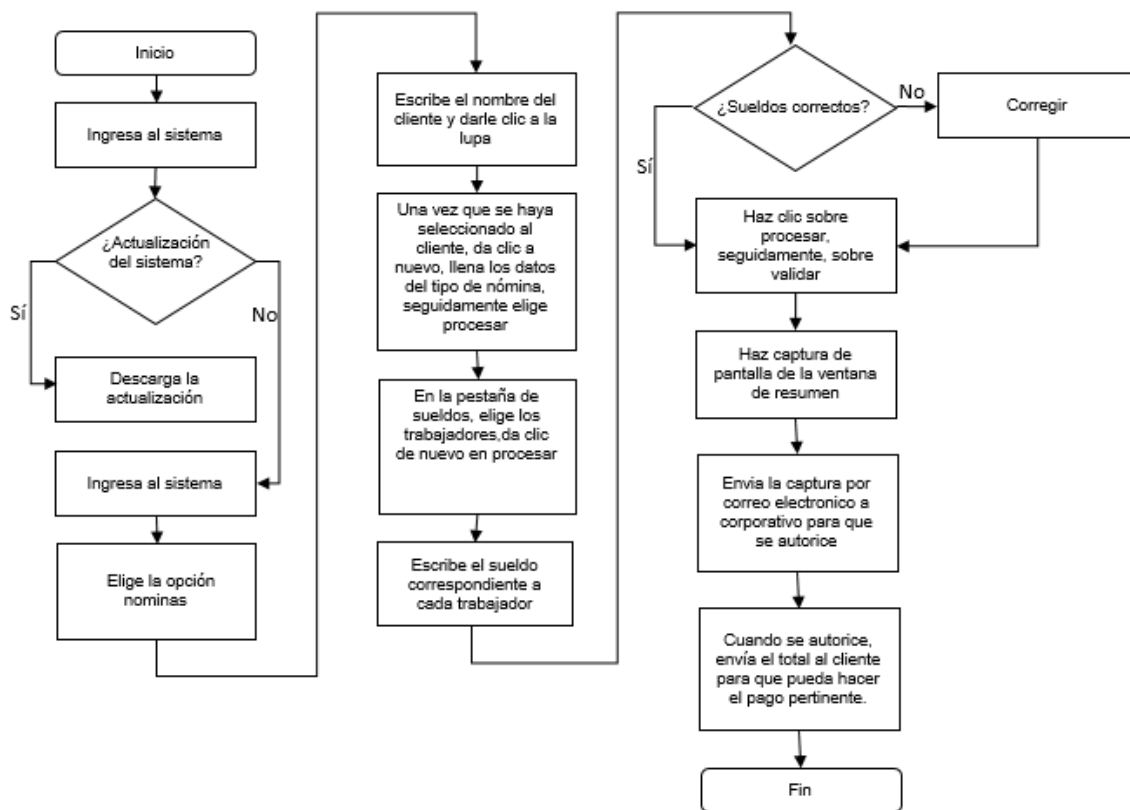 Inicio
Ingresa al sistema
¿Actualización
del sistema?
Sí
No
Descarga la
actualización
Ingresa al sistema
Elige la opción
nominas
Escribe el nombre del
cliente y darle clic a la
lupa
Una vez que se haya
seleccionado al
cliente, da clic a
nuevo, llena los datos
del tipo de nómina,
seguidamente elige
procesar
En la pestaña de
sueldos, elige los
trabajadores,da clic
de nuevo en procesar
Escribe el sueldo
correspondiente a
cada trabajador
¿Sueldos correctos?
No
Corregir
Sí
Haz clic sobre
procesar,
seguidamente, sobre
validar
Haz captura de
pantalla de la ventana
de resumen
Envia la captura por
correo electronico a
corporativo para que
se autorice
Cuando se autorice,
envía el total al cliente
para que pueda hacer
el pago pertinente.
Fin